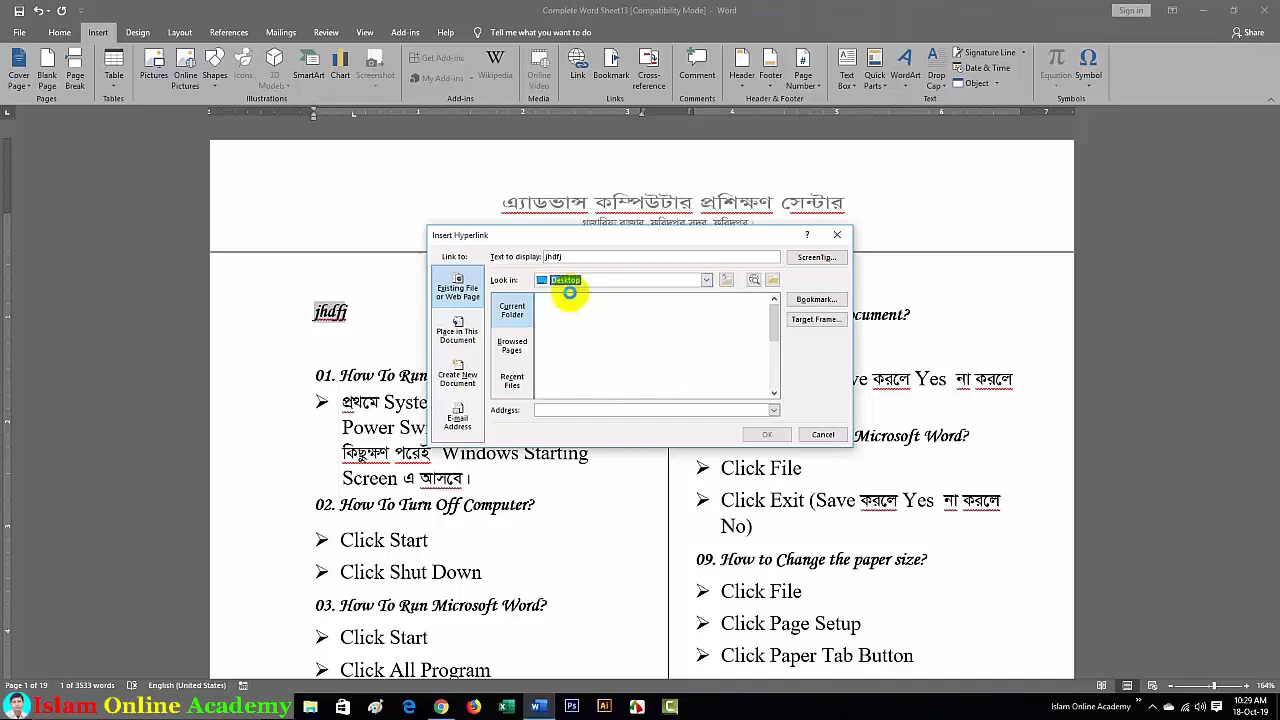 Complete Word Sheet13 [Compatibility Mode] - Word
Sign in
File Home Insert Design Layout References Mailings Review View Add-ins Help Tell me what you want to do
Share
Cover Page
Blank Page
Page Break
Table
Pictures
Online Pictures
Shapes
Icons
3D Models
SmartArt
Chart
Screenshot
Get Add-ins
My Add-ins
Wikipedia
Online Video
Link
Bookmark
Cross-reference
Comment
Header
Footer
Page Number
Text Box
Quick Parts
WordArt
Drop Cap
Signature Line
Date & Time
Object
Equation
Symbol
Pages Tables Illustrations Add-ins Media Links Comments Header & Footer Text Symbols
1 1 2 3 4 5 6 7
এ্যাডভান্স কম্পিউটার প্রশিক্ষণ সেন্টার
Insert Hyperlink
Link to:
Text to display: jhdfj
ScreenTip...
Look in: Desktop
Existing File or Web Page
Place in This Document
Create New Document
E-mail Address
Current Folder
Browsed Pages
Recent Files
Bookmark...
Target Frame...
Address:
OK
Cancel
jhdfj
01. How To Run
প্রথমে Syste
Power Sw
কিছুক্ষণ পরেই Windows Starting
Screen এ আসবে।
02. How To Turn Off Computer?
Click Start
Click Shut Down
03. How To Run Microsoft Word?
Click Start
Click All Program
ocument?
ve করলে Yes না করলে
Microsoft Word?
Click File
Click Exit (Save করলে Yes না করলে
No)
09. How to Change the paper size?
Click File
Click Page Setup
Click Paper Tab Button
Page 1 of 19 1 of 3533 words English (United States)
164%
Islam Online Academy
Islam Online Academy
10:29 AM
18-Oct-19